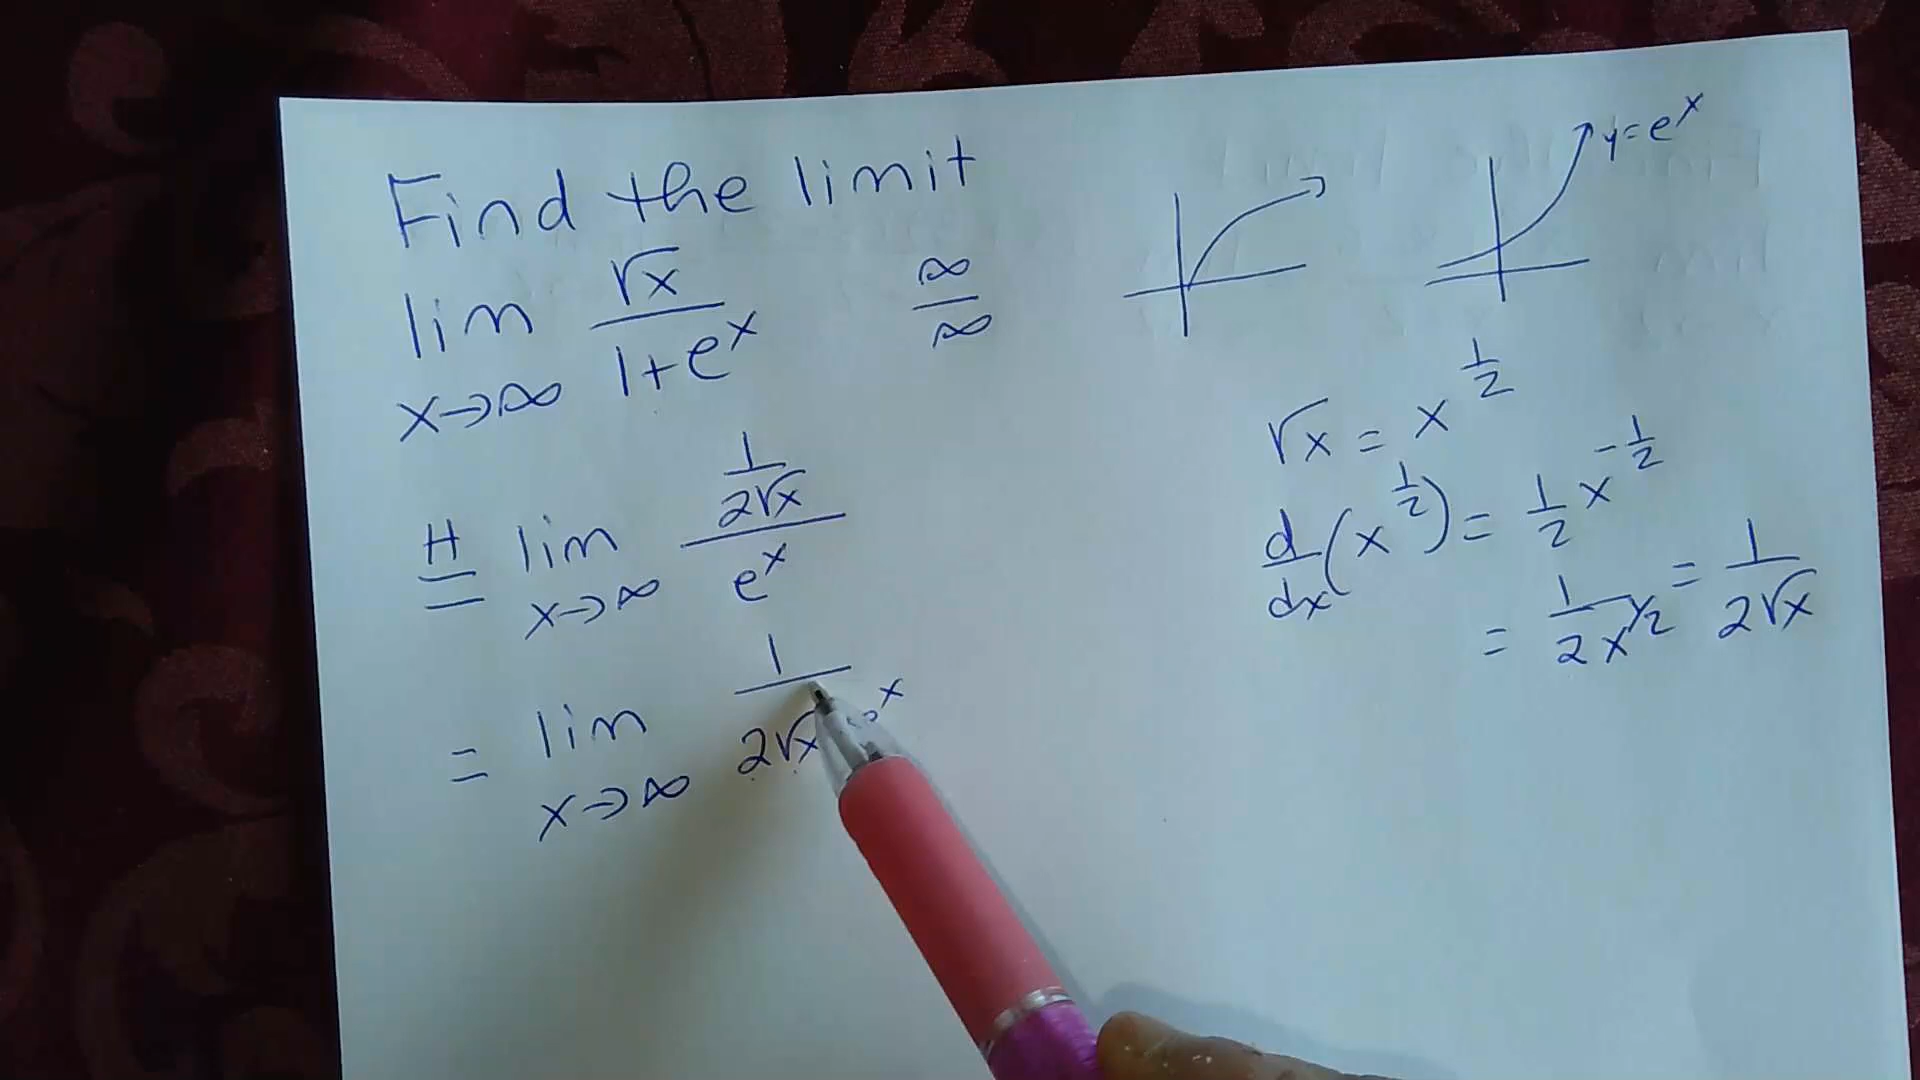 Find the limit
lim x→∞ √x / 1+e^x
∞/∞
H= lim x→∞ (1/2√x) / e^x
= lim x→∞ 1 / 2√x e^x
y=e^x
√x = x^1/2
d/dx (x^1/2) = 1/2 x^-1/2
= 1/2x^1/2 = 1/2√x